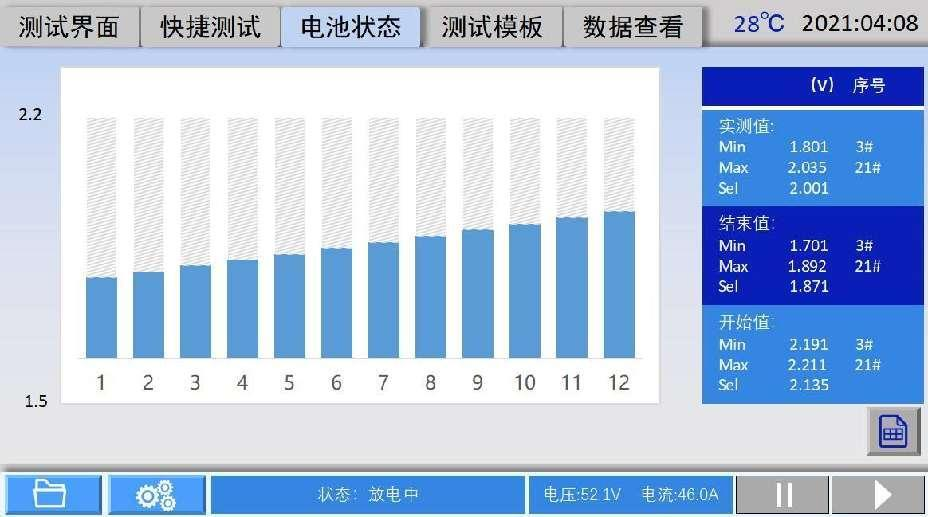 测试界面 快捷测试 电池状态 测试模板 数据查看 28℃ 2021:04:08
2.2
1.5
1 2 3 4 5 6 7 8 9 10 11 12
(V) 序号
实测值:
Min 1.801 3#
Max 2.035 21#
Sel 2.001
结束值:
Min 1.701 3#
Max 1.892 21#
Sel 1.871
开始值:
Min 2.191 3#
Max 2.211 21#
Sel 2.135
状态: 放电中 电压:52.1V 电流:46.0A